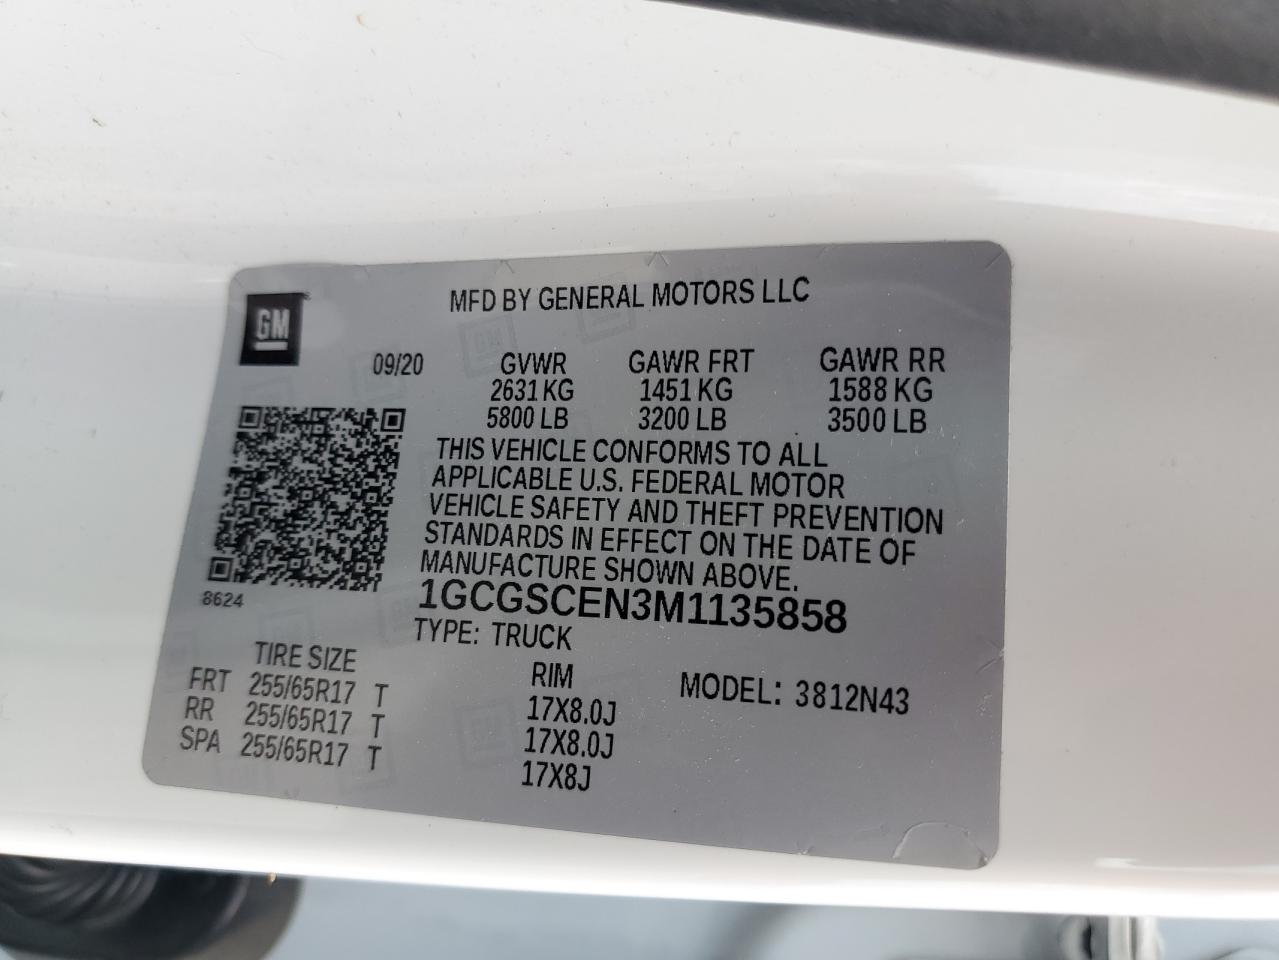 GM
MFD BY GENERAL MOTORS LLC
09/20 GVWR GAWR FRT GAWR RR
2631 KG 1451 KG 1588 KG
5800 LB 3200 LB 3500 LB
THIS VEHICLE CONFORMS TO ALL
APPLICABLE U.S. FEDERAL MOTOR
VEHICLE SAFETY AND THEFT PREVENTION
STANDARDS IN EFFECT ON THE DATE OF
MANUFACTURE SHOWN ABOVE.
8624
1GCGSCEN3M1135858
TYPE: TRUCK
TIRE SIZE RIM MODEL: 3812N43
FRT 255/65R17 T 17X8.0J
RR 255/65R17 T 17X8.0J
SPA 255/65R17 T 17X8J